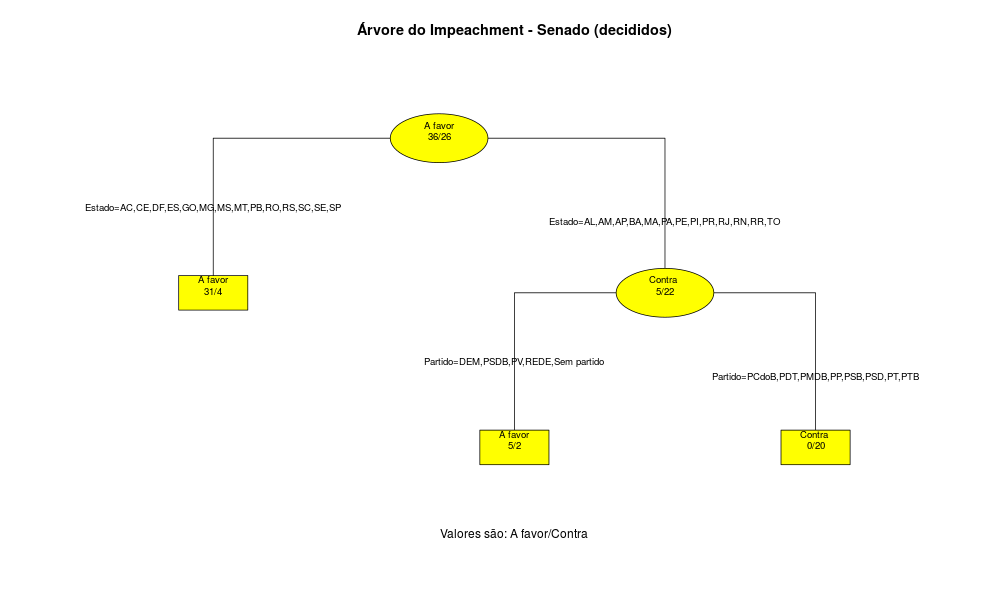 Árvore do Impeachment - Senado (decididos)
A favor
36/26
Estado=AC,CE,DF,ES,GO,MG,MS,MT,PB,RO,RS,SC,SE,SP
Estado=AL,AM,AP,BA,MA,PA,PE,PI,PR,RJ,RN,RR,TO
A favor
31/4
Contra
5/22
Partido=DEM,PSDB,PV,REDE,Sem partido
Partido=PCdoB,PDT,PMDB,PP,PSB,PSD,PT,PTB
A favor
5/2
Contra
0/20
Valores são: A favor/Contra